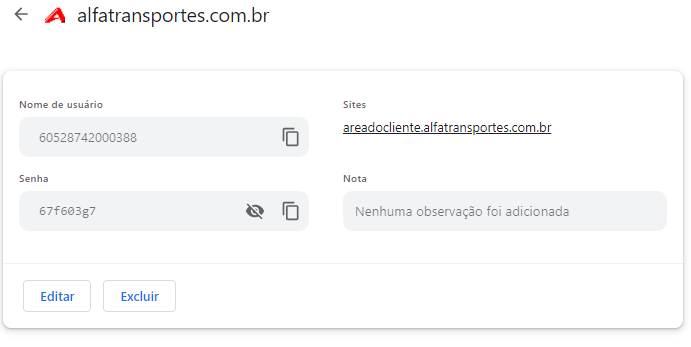 alfatransportes.com.br
Nome de usuário
60528742000388
Sites
areadocliente.alfatransportes.com.br
Senha
67f603g7
Nota
Nenhuma observação foi adicionada
Editar
Excluir